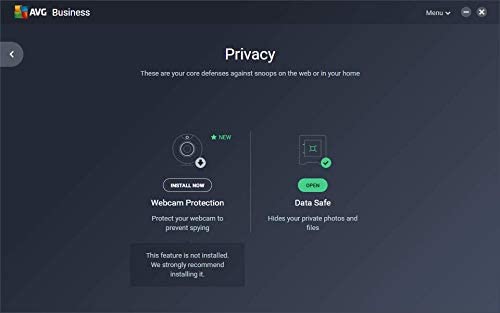 AVG Business
Menu
Privacy
These are your core defenses against snoops on the web or in your home
NEW
INSTALL NOW
Webcam Protection
Protect your webcam to
prevent spying
This feature is not installed.
We strongly recommend
installing it.
OPEN
Data Safe
Hides your private photos and
files